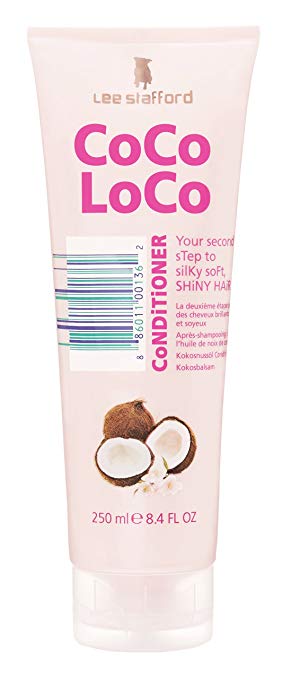 Lee Stafford
CoCo
LoCo
CoNDiTiONER
Your second
sTep to
silKy sofT,
SHiNY HAiR
La deuxième étape
des cheveux brillants
et soyeux
Après-shampooing
l'huile de noix de
Kokosnussöl
Kokosbalsam
8 86011 00136 2
250 ml e 8.4 FL OZ